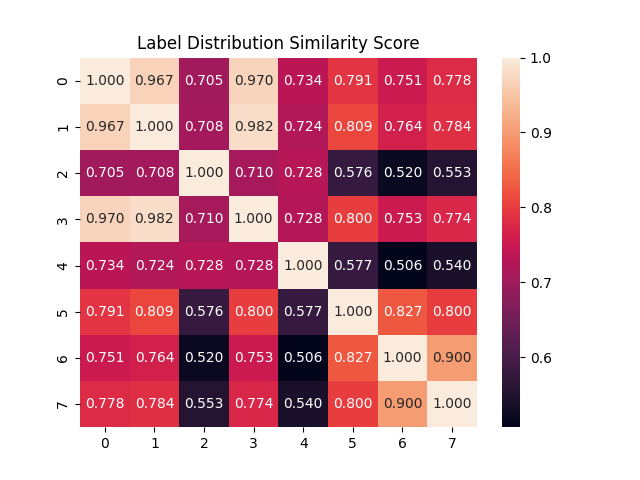 Label Distribution Similarity Score
0 1.000 0.967 0.705 0.970 0.734 0.791 0.751 0.778
1 0.967 1.000 0.708 0.982 0.724 0.809 0.764 0.784
2 0.705 0.708 1.000 0.710 0.728 0.576 0.520 0.553
3 0.970 0.982 0.710 1.000 0.728 0.800 0.753 0.774
4 0.734 0.724 0.728 0.728 1.000 0.577 0.506 0.540
5 0.791 0.809 0.576 0.800 0.577 1.000 0.827 0.800
6 0.751 0.764 0.520 0.753 0.506 0.827 1.000 0.900
7 0.778 0.784 0.553 0.774 0.540 0.800 0.900 1.000
0 1 2 3 4 5 6 7
1.0
0.9
0.8
0.7
0.6